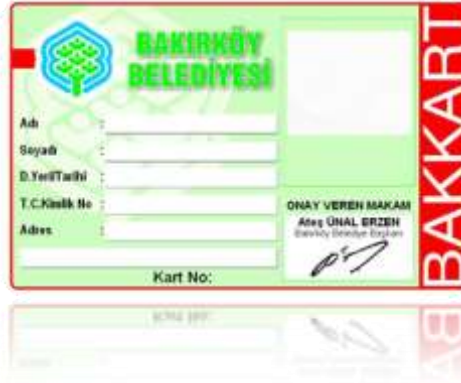 BAKIRKÖY
BELEDİYESİ
Adı :
Soyadı :
D.Yeri/Tarihi :
T.C.Kimlik No :
Adres :
Kart No:
ONAY VEREN MAKAM
Ateş ÜNAL ERZEN
Bakırköy Belediye Başkanı
BAKKART